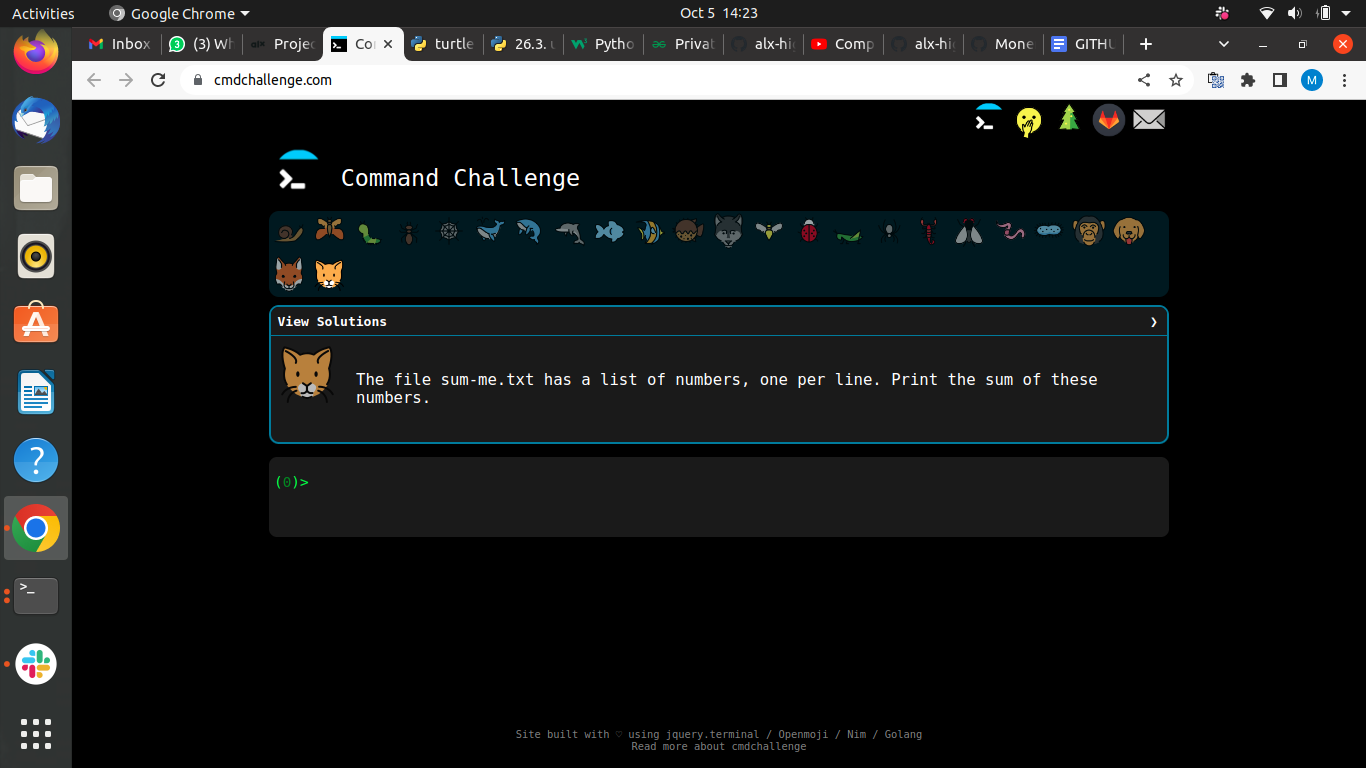 Activities
Google Chrome
Oct 5 14:23
Inbox
(3) Wh
Projec
Co
turtle
26.3. u
Pytho
Privat
alx-hig
Comp
alx-hig
Mone
GITHU
cmdchallenge.com
M
Command Challenge
View Solutions
The file sum-me.txt has a list of numbers, one per line. Print the sum of these
numbers.
(0)>
Site built with ♡ using jquery.terminal / Openmoji / Nim / Golang
Read more about cmdchallenge